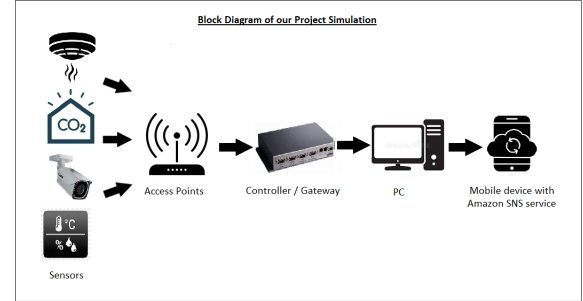 Block Diagram of our Project Simulation
CO2
°C
%
Access Points
Controller / Gateway
PC
Mobile device with
Amazon SNS service
Sensors